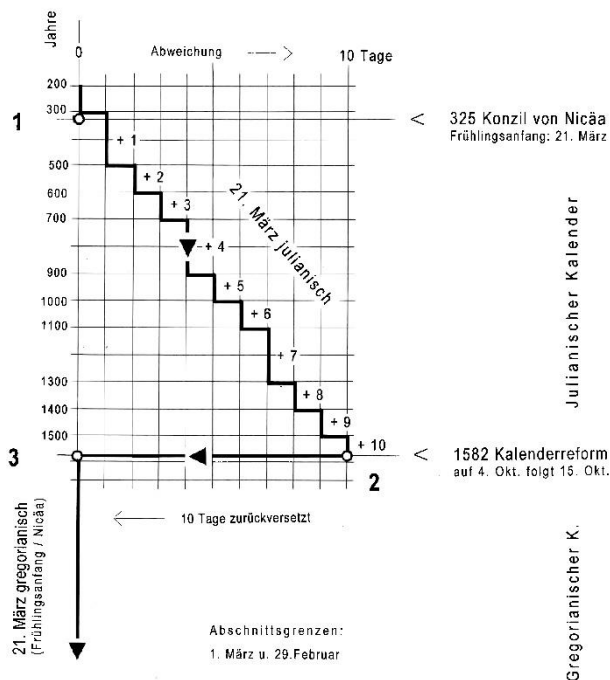 Jahre
0
Abweichung
10 Tage
200
300
1
325 Konzil von Nicäa
Frühlingsanfang: 21. März
+ 1
500
+ 2
600
+ 3
700
+ 4
21. März julianisch
Julianischer Kalender
900
+ 5
1000
+ 6
1100
+ 7
1300
+ 8
1400
+ 9
1500
+ 10
3
2
1582 Kalenderreform
auf 4. Okt. folgt 15. Okt.
10 Tage zurückversetzt
21. März gregorianisch
(Frühlingsanfang / Nicäa)
Gregorianischer K.
Abschnittsgrenzen:
1. März u. 29.Februar